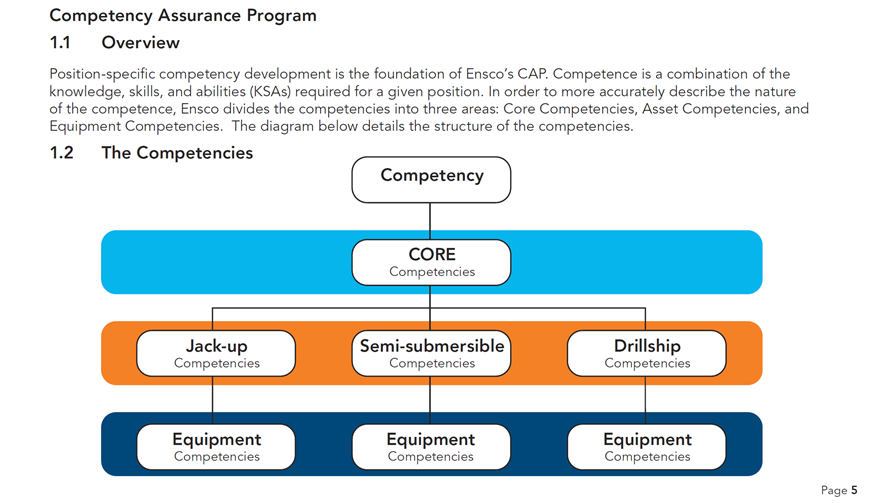 Competency Assurance Program
1.1 Overview
Position-specific competency development is the foundation of Ensco’s CAP. Competence is a combination of the
knowledge, skills, and abilities (KSAs) required for a given position. In order to more accurately describe the nature
of the competence, Ensco divides the competencies into three areas: Core Competencies, Asset Competencies, and
Equipment Competencies.  The diagram below details the structure of the competencies.
1.2 The Competencies
Competency
CORE
Competencies
Jack-up
Competencies
Semi-submersible
Competencies
Drillship
Competencies
Equipment
Competencies
Equipment
Competencies
Equipment
Competencies
Page 5